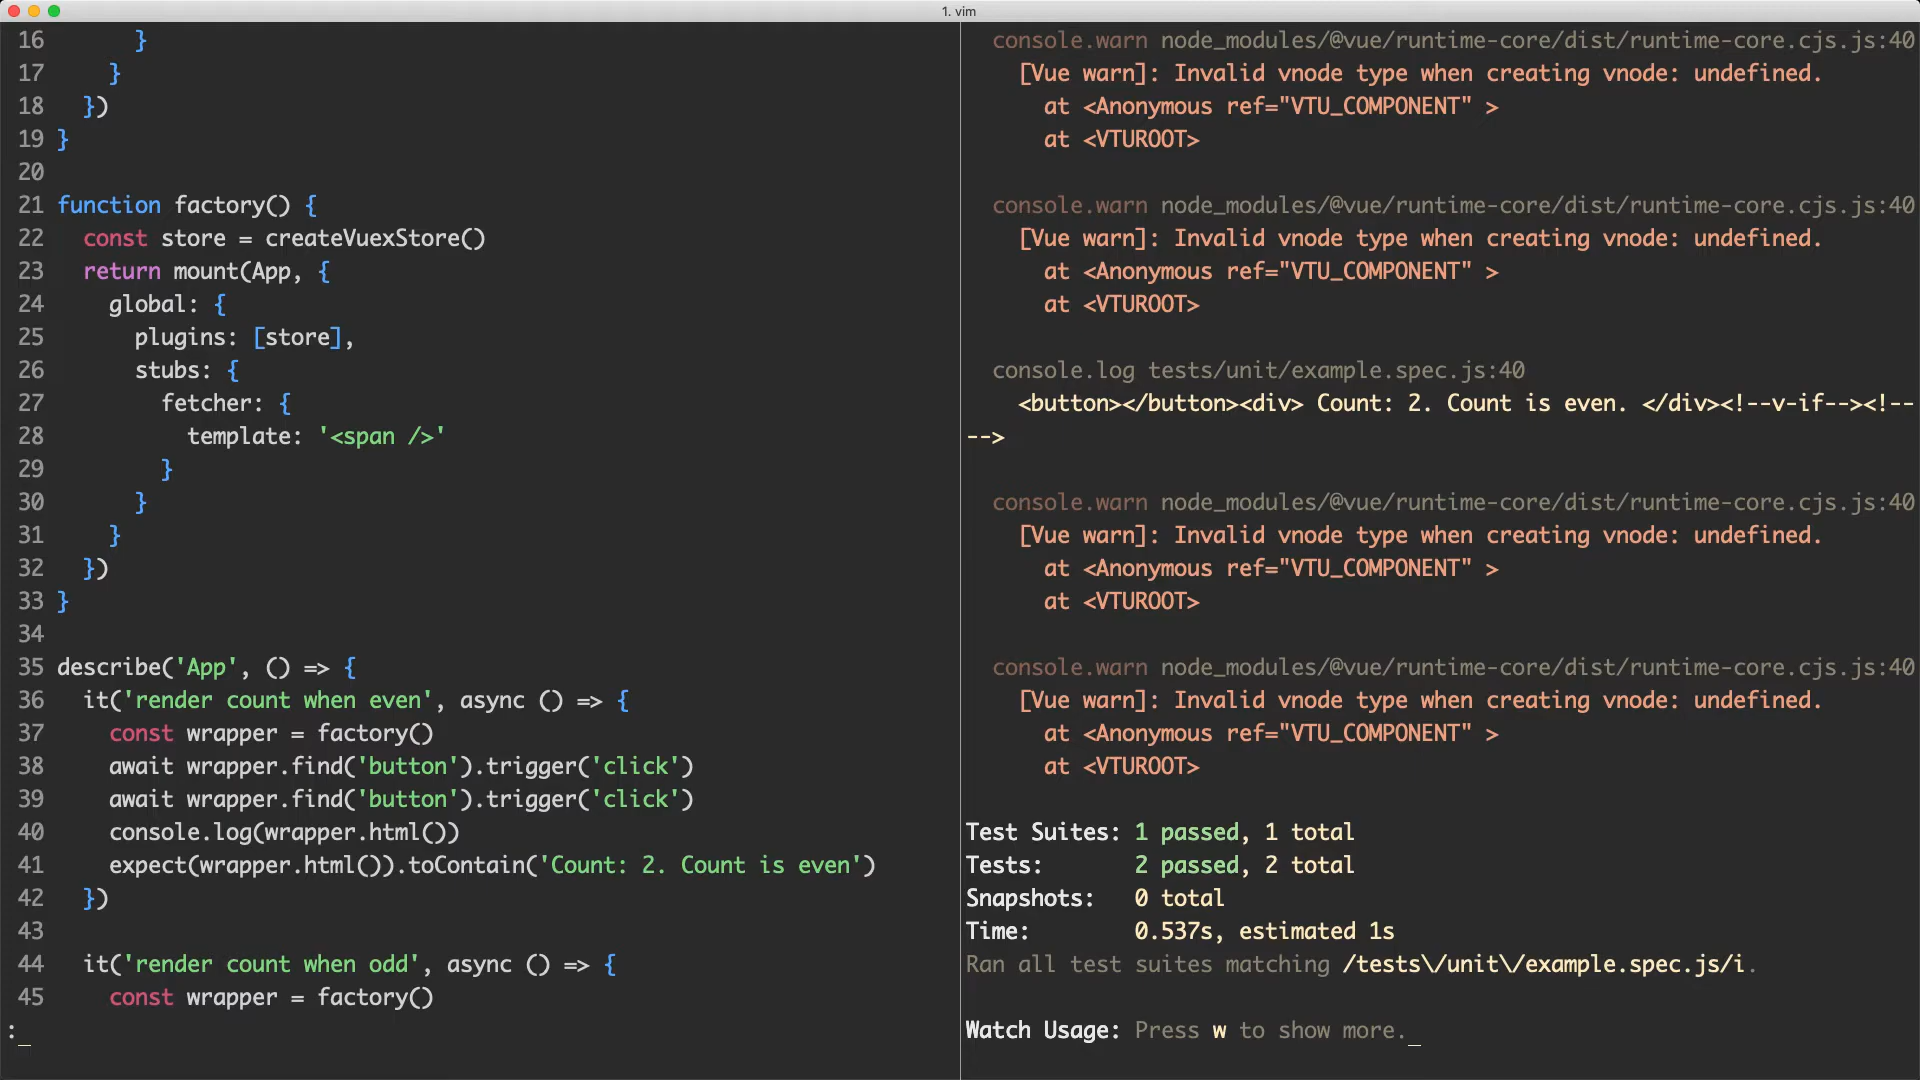 1. vim
16 }
17 }
18 })
19 }
20
21 function factory() {
22 const store = createVuexStore()
23 return mount(App, {
24 global: {
25 plugins: [store],
26 stubs: {
27 fetcher: {
28 template: '<span />'
29 }
30 }
31 }
32 })
33 }
34
35 describe('App', () => {
36 it('render count when even', async () => {
37 const wrapper = factory()
38 await wrapper.find('button').trigger('click')
39 await wrapper.find('button').trigger('click')
40 console.log(wrapper.html())
41 expect(wrapper.html()).toContain('Count: 2. Count is even')
42 })
43
44 it('render count when odd', async () => {
45 const wrapper = factory()
:_
console.warn node_modules/@vue/runtime-core/dist/runtime-core.cjs.js:40
[Vue warn]: Invalid vnode type when creating vnode: undefined.
at <Anonymous ref="VTU_COMPONENT" >
at <VTUROOT>
console.warn node_modules/@vue/runtime-core/dist/runtime-core.cjs.js:40
[Vue warn]: Invalid vnode type when creating vnode: undefined.
at <Anonymous ref="VTU_COMPONENT" >
at <VTUROOT>
console.log tests/unit/example.spec.js:40
<button></button><div> Count: 2. Count is even. </div><!--v-if--><!--
-->
console.warn node_modules/@vue/runtime-core/dist/runtime-core.cjs.js:40
[Vue warn]: Invalid vnode type when creating vnode: undefined.
at <Anonymous ref="VTU_COMPONENT" >
at <VTUROOT>
console.warn node_modules/@vue/runtime-core/dist/runtime-core.cjs.js:40
[Vue warn]: Invalid vnode type when creating vnode: undefined.
at <Anonymous ref="VTU_COMPONENT" >
at <VTUROOT>
Test Suites: 1 passed, 1 total
Tests: 2 passed, 2 total
Snapshots: 0 total
Time: 0.537s, estimated 1s
Ran all test suites matching /tests\/unit\/example.spec.js/i.
Watch Usage: Press w to show more._